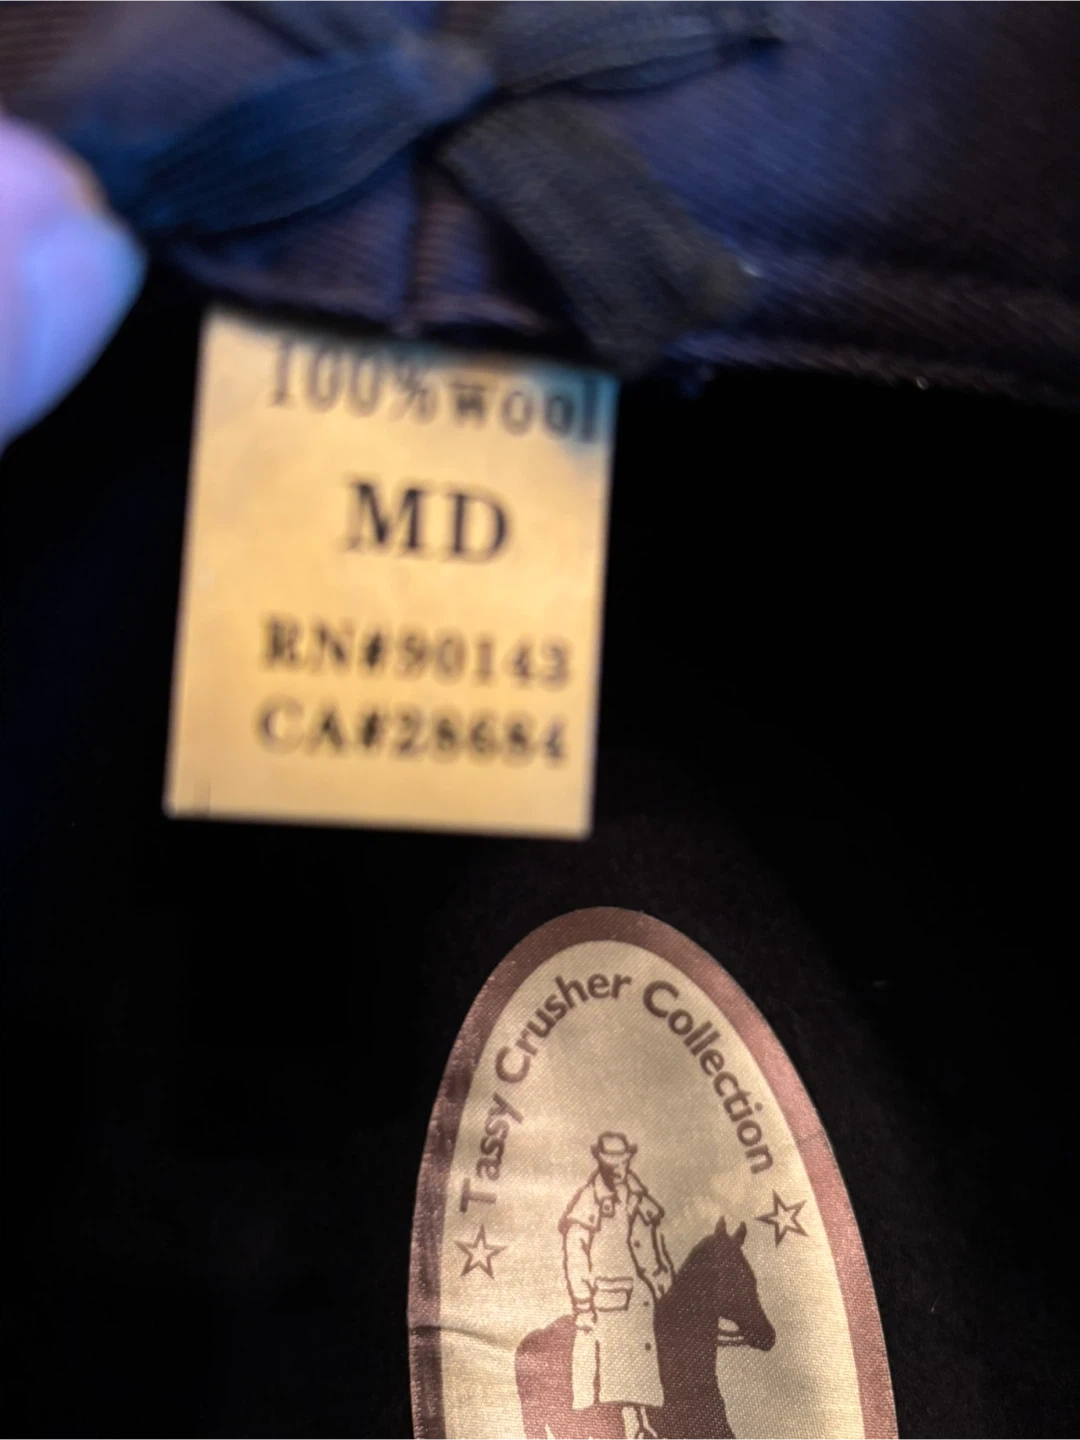 100%wool
MD
RN#90143
CA#28684
☆ Tassy Crusher Collection ☆